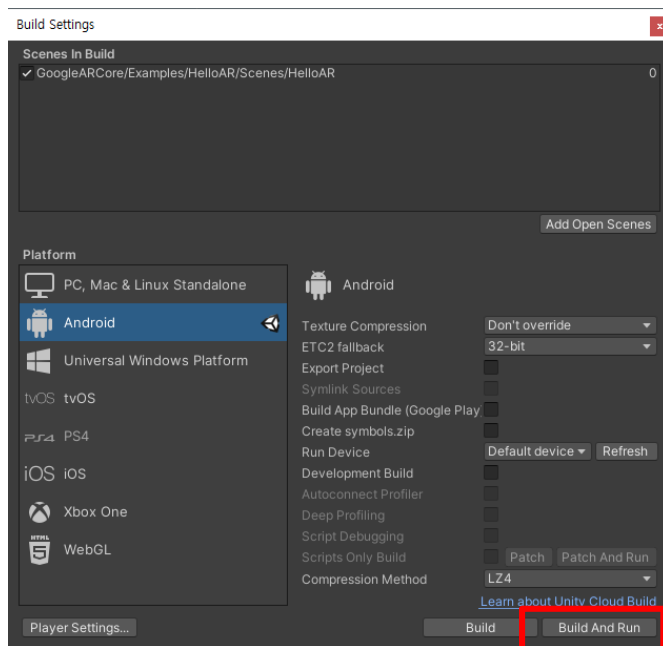 Build Settings
x
Scenes In Build
GoogleARCore/Examples/HelloAR/Scenes/HelloAR 0
Add Open Scenes
Platform
PC, Mac & Linux Standalone
Android
Universal Windows Platform
tvOS tvOS
PS4 PS4
iOS iOS
Xbox One
HTML 5 WebGL
Android
Texture Compression Don't override
ETC2 fallback 32-bit
Export Project
Symlink Sources
Build App Bundle (Google Play
Create symbols.zip
Run Device Default device Refresh
Development Build
Autoconnect Profiler
Deep Profiling
Script Debugging
Scripts Only Build Patch Patch And Run
Compression Method LZ4
Learn about Unity Cloud Build
Player Settings... Build Build And Run